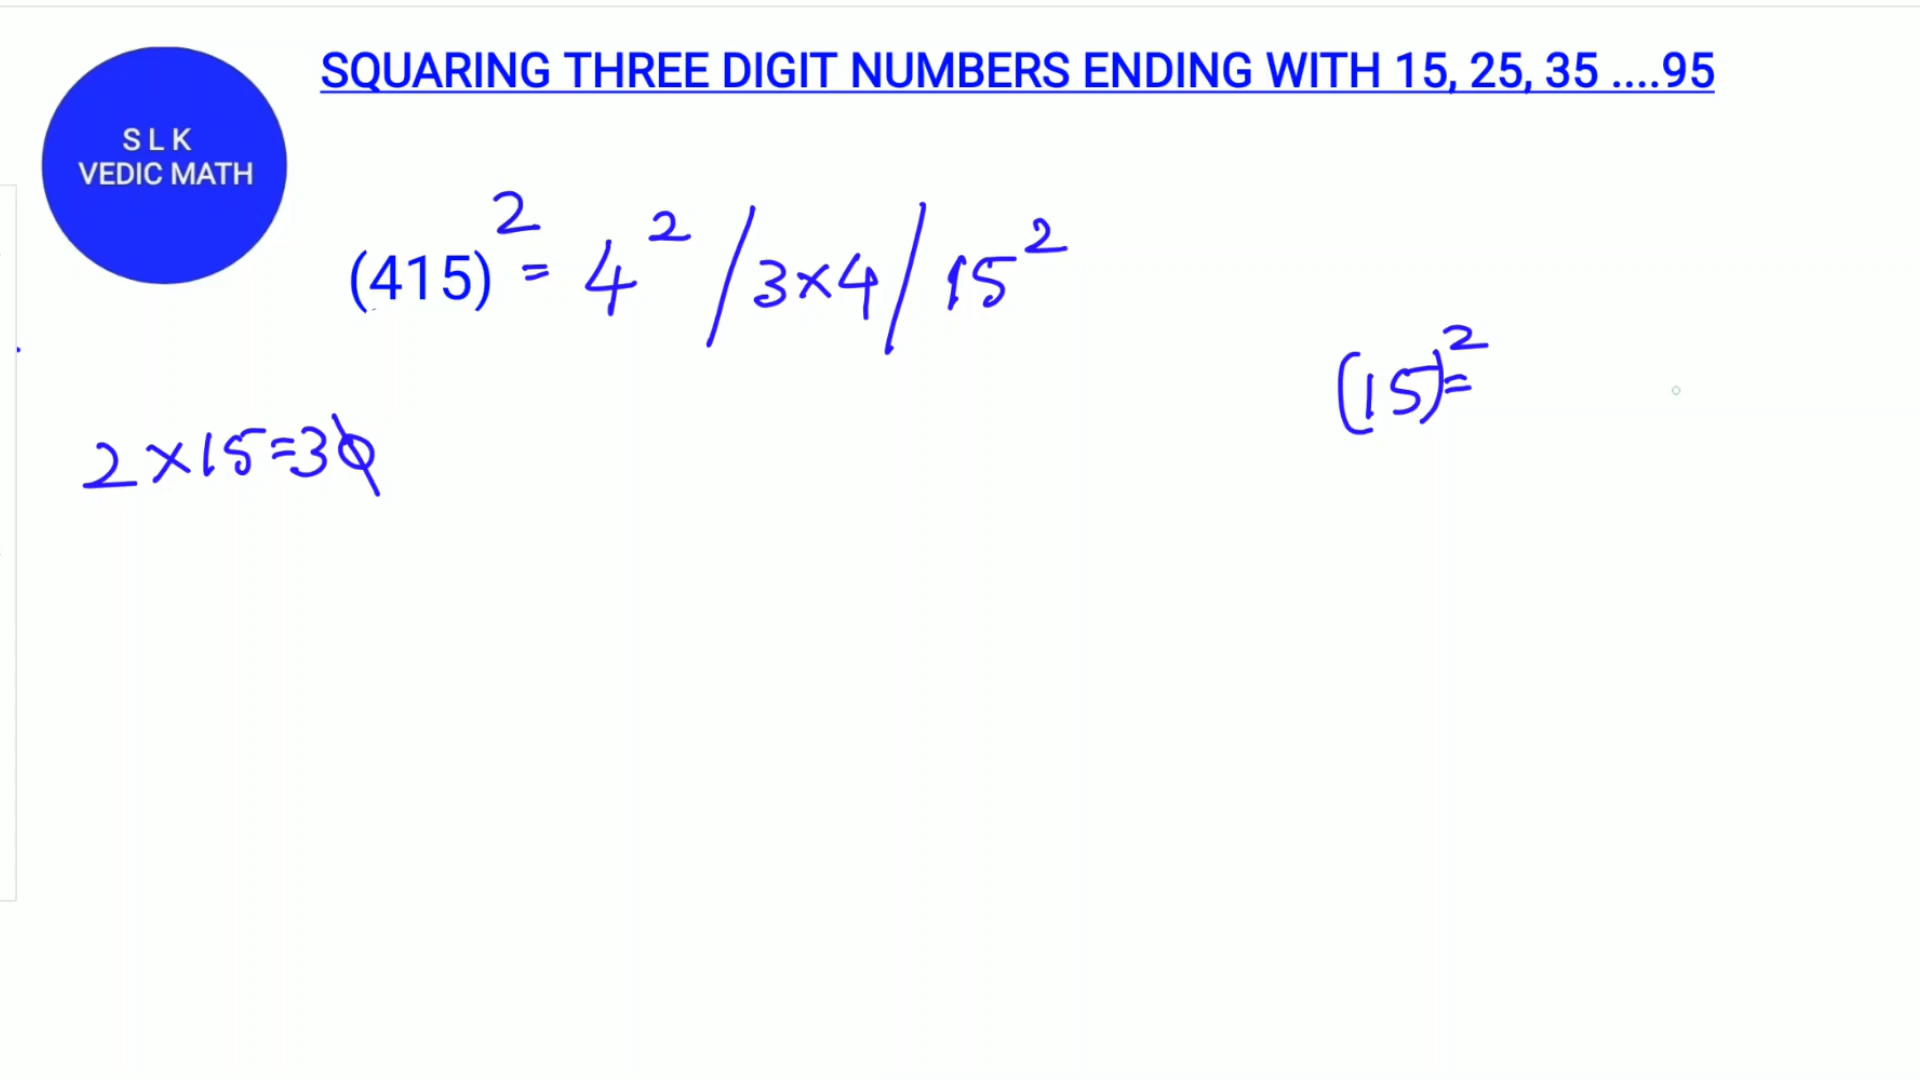 SQUARING THREE DIGIT NUMBERS ENDING WITH 15, 25, 35 ....95
S L K
VEDIC MATH
(415)² = 4² / 3×4 / 15²
(15)² =
2×15=30